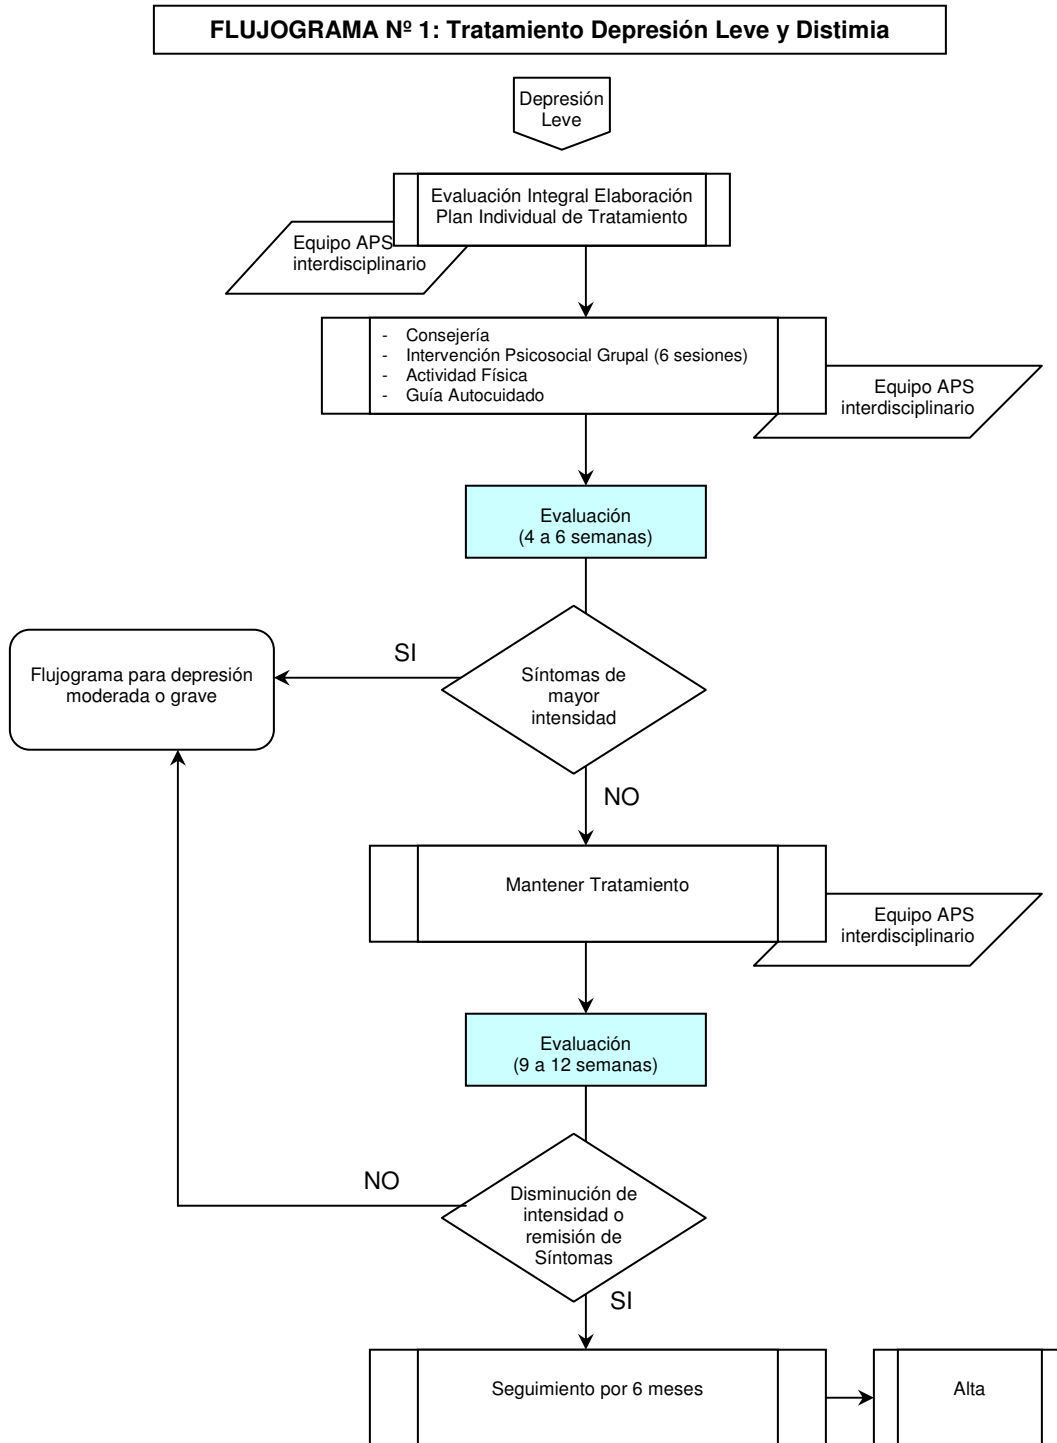 FLUJOGRAMA Nº 1: Tratamiento Depresión Leve y Distimia
Depresión
Leve
Evaluación Integral Elaboración
Plan Individual de Tratamiento
Equipo APS
interdisciplinario
- Consejería
- Intervención Psicosocial Grupal (6 sesiones)
- Actividad Física
- Guía Autocuidado
Equipo APS
interdisciplinario
Evaluación
(4 a 6 semanas)
SI
Flujograma para depresión
moderada o grave
Síntomas de
mayor
intensidad
NO
Mantener Tratamiento
Equipo APS
interdisciplinario
Evaluación
(9 a 12 semanas)
NO
Disminución de
intensidad o
remisión de
Síntomas
SI
Seguimiento por 6 meses
Alta